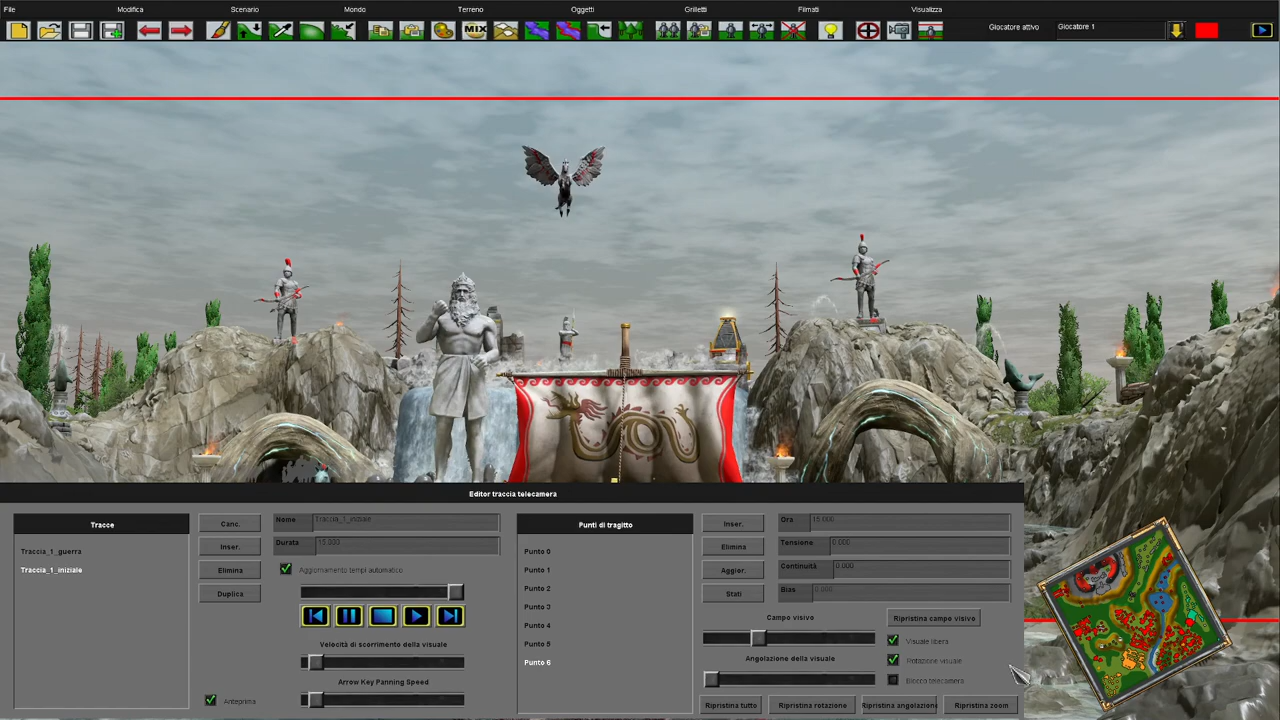 File Modifica Scenario Mondo Terreno Oggetti Grilletti Filmati Visualizza
MIX Giocatore attivo Giocatore 1
Editor traccia telecamera
Tracce
Traccia_1_guerra
Traccia_1_iniziale
Canc.
Inser.
Elimina
Duplica
Nome Traccia_1_iniziale
Durata 15.000
Aggiornamento tempi automatico
Velocità di scorrimento della visuale
Arrow Key Panning Speed
Anteprima
Punti di tragitto
Punto 0
Punto 1
Punto 2
Punto 3
Punto 4
Punto 5
Punto 6
Inser.
Elimina
Aggior.
Stati
Ora 15.000
Tensione 0.000
Continuità 0.000
Bias 0.000
Campo visivo
Ripristina campo visivo
Visuale libera
Angolazione della visuale
Rotazione visuale
Blocco telecamera
Ripristina tutto Ripristina rotazione Ripristina angolazione Ripristina zoom